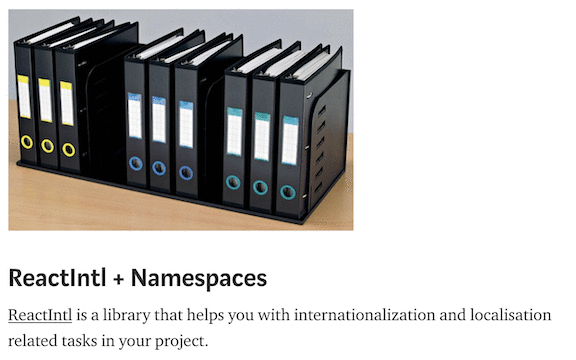 ReactIntl + Namespaces
ReactIntl is a library that helps you with internationalization and localisation
related tasks in your project.